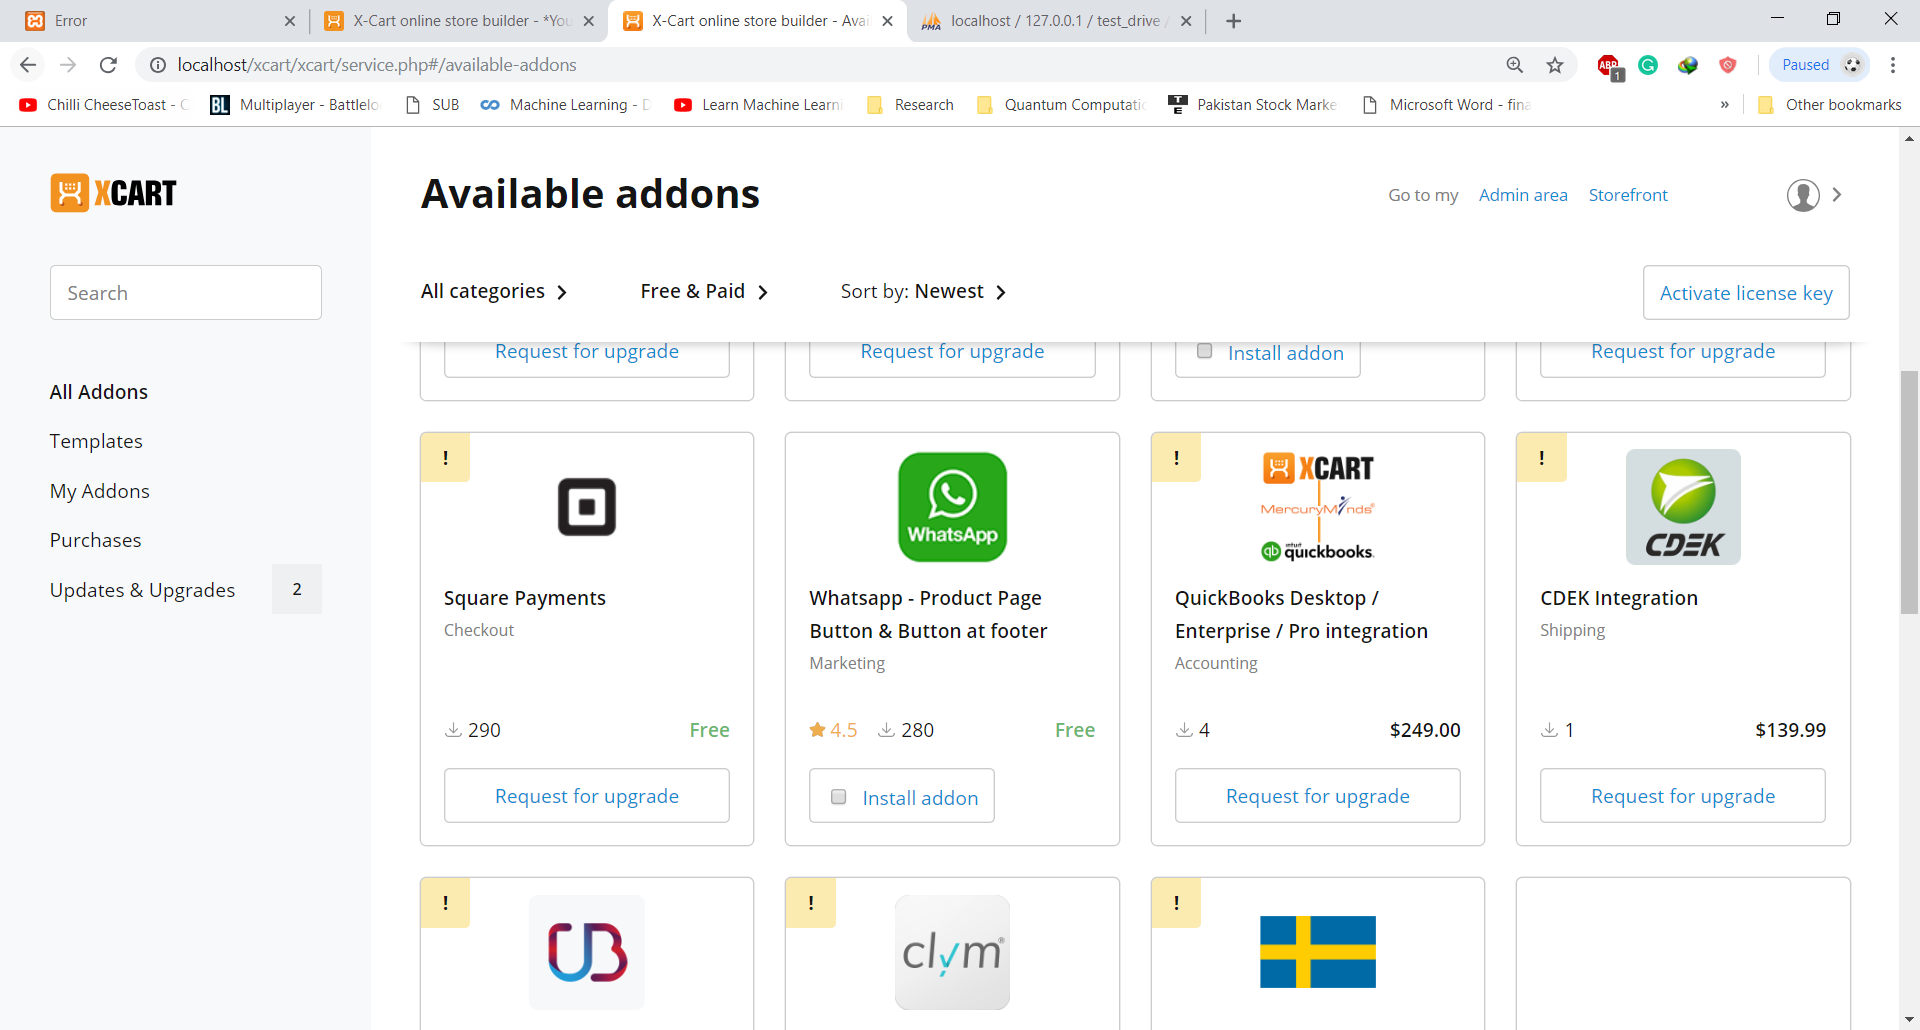 Error
X-Cart online store builder - *You
X-Cart online store builder - Avai
localhost / 127.0.0.1 / test_drive /
localhost/xcart/xcart/service.php#/available-addons
ABP
1
Paused
Chilli CheeseToast - C
BL Multiplayer - Battlelo
SUB
Machine Learning - D
Learn Machine Learni
Research
Quantum Computatic
Pakistan Stock Marke
Microsoft Word - fina
»
Other bookmarks
XCART
Available addons
Go to my Admin area Storefront
Search
All categories
Free & Paid
Sort by: Newest
Activate license key
Request for upgrade
Request for upgrade
Install addon
Request for upgrade
All Addons
Templates
My Addons
Purchases
Updates & Upgrades 2
!
Square Payments
Checkout
290 Free
Request for upgrade
WhatsApp
Whatsapp - Product Page
Button & Button at footer
Marketing
4.5 280 Free
Install addon
!
XCART
MercuryMinds
intuit
qb quickbooks.
QuickBooks Desktop /
Enterprise / Pro integration
Accounting
4 $249.00
Request for upgrade
!
CDEK
CDEK Integration
Shipping
1 $139.99
Request for upgrade
!
UB
!
clym®
!